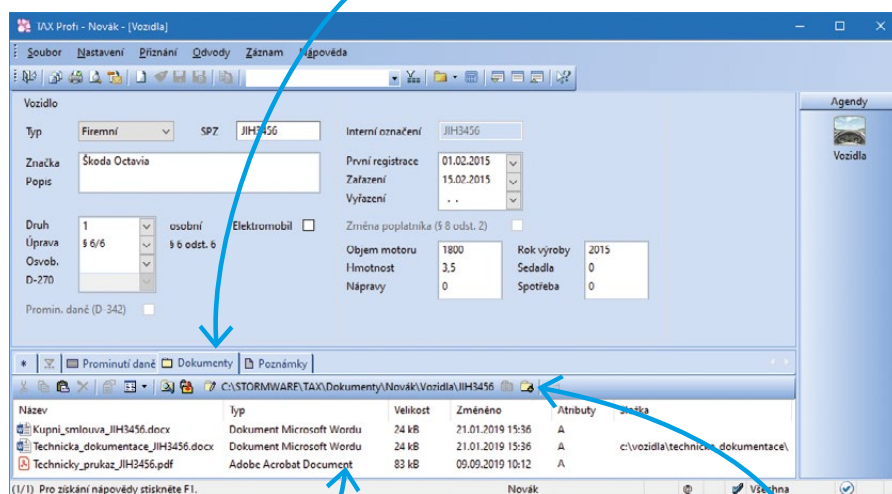 TAX Profi - Novák - [Vozidla]
Soubor Nastavení Přiznání Odvody Záznam Nápověda
Vozidlo
Agendy
Typ Firemní SPZ JIH3456 Interní označení JIH3456
Vozidla
Značka Škoda Octavia První registrace 01.02.2015
Popis Zařazení 15.02.2015
Vyřazení . .
Druh 1 osobní Elektromobil Změna poplatníka (§ 8 odst. 2)
Úprava § 6/6 § 6 odst. 6
Objem motoru 1800 Rok výroby 2015
Osvob. Hmotnost 3,5 Sedadla 0
D-270 Nápravy 0 Spotřeba 0
Promin. daně (D-342)
* Prominutí daně Dokumenty Poznámky
C:\STORMWARE\TAX\Dokumenty\Novák\Vozidla\JIH3456
Název Typ Velikost Změněno Atributy Složka
Kupni_smlouva_JIH3456.docx Dokument Microsoft Wordu 24 kB 21.01.2019 15:36 A
Technicka_dokumentace_JIH3456.docx Dokument Microsoft Wordu 24 kB 21.01.2019 15:36 A c:\vozidla\technicka_dokumentace\
Technicky_prukaz_JIH3456.pdf Adobe Acrobat Document 83 kB 09.09.2019 10:12 A
(1/1) Pro získání nápovědy stiskněte F1. Novák @ Všechna